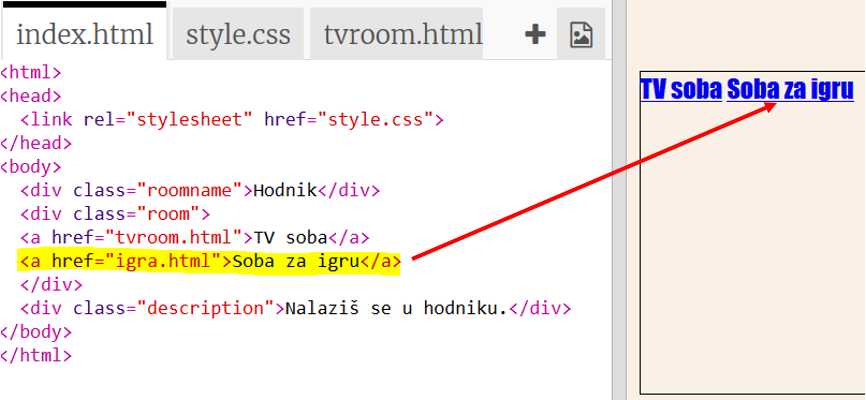 index.html style.css tvroom.html
<html>
<head>
<link rel="stylesheet" href="style.css">
</head>
<body>
<div class="roomname">Hodnik</div>
<div class="room">
<a href="tvroom.html">TV soba</a>
<a href="igra.html">Soba za igru</a>
</div>
<div class="description">Nalaziš se u hodniku.</div>
</body>
</html>
TV soba Soba za igru